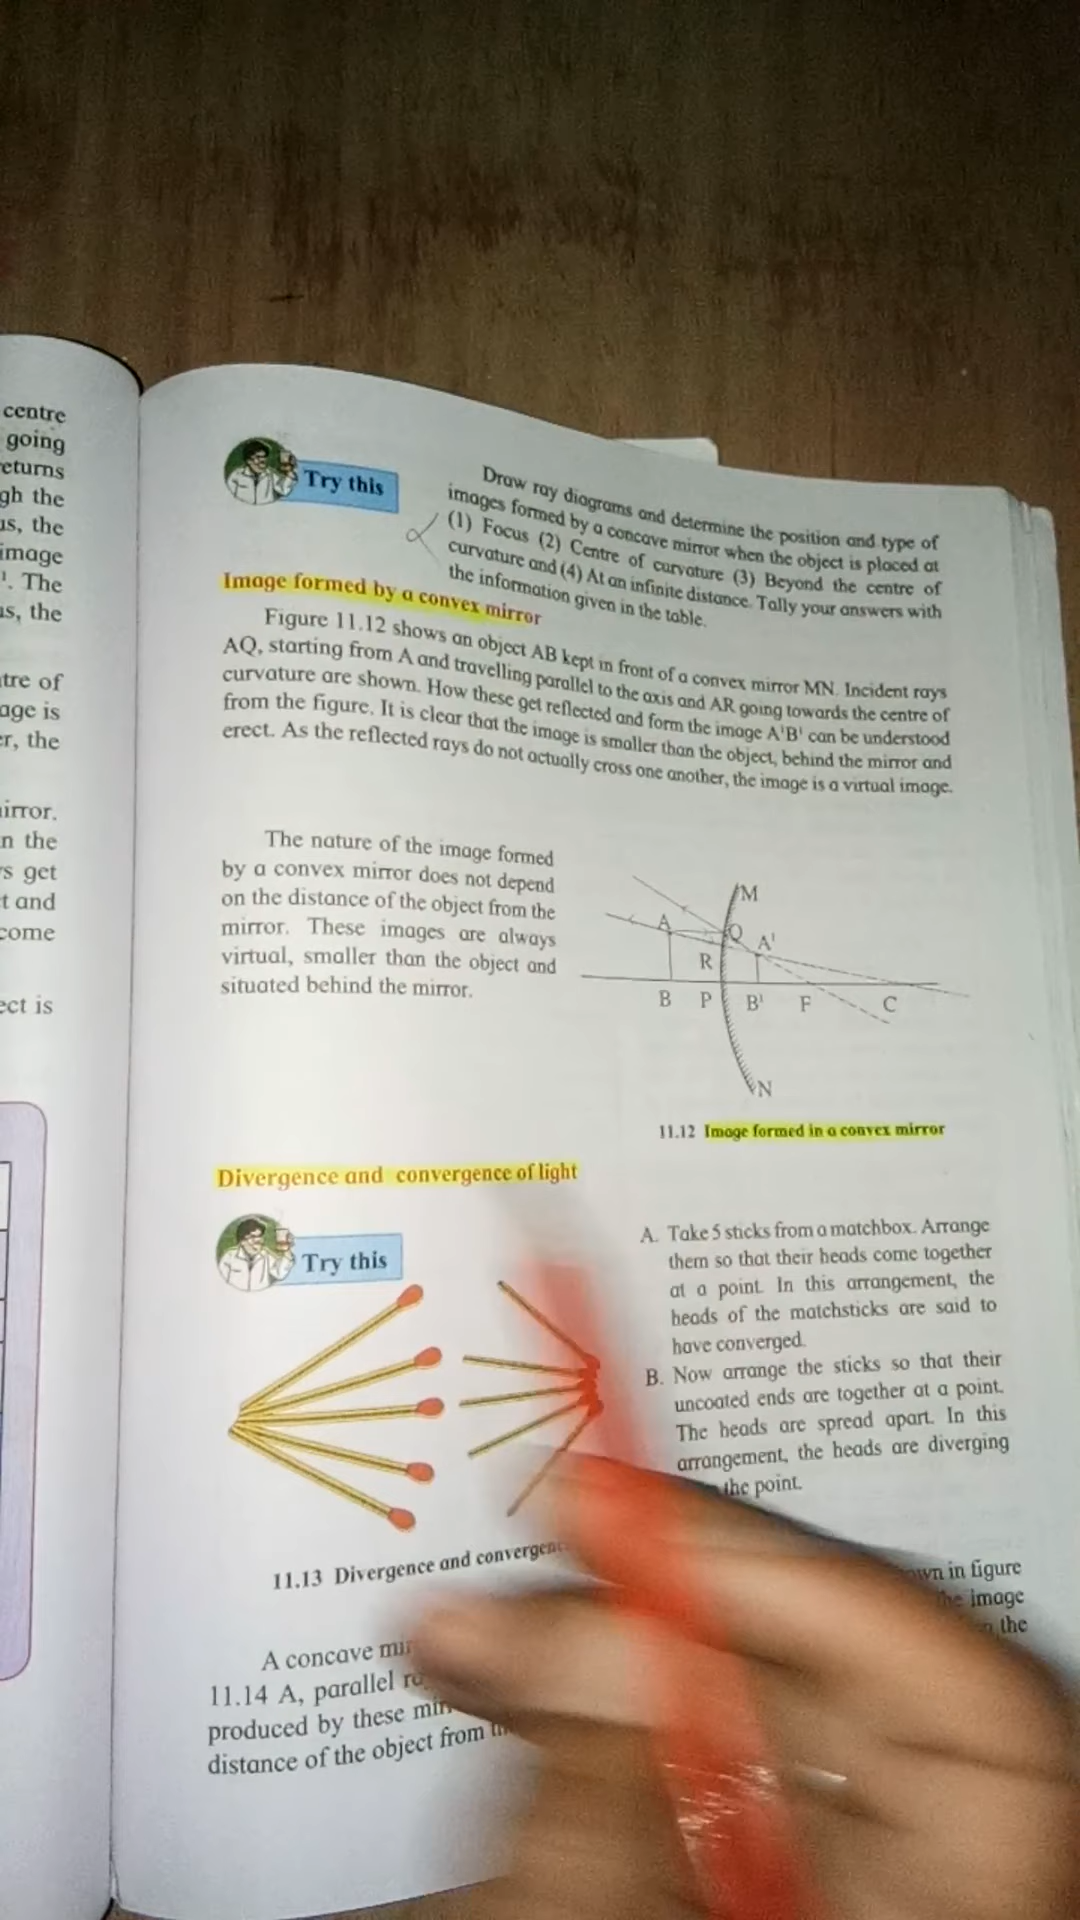 centre
going
eturns
gh the
us, the
image
¹. The
us, the
tre of
age is
er, the
irror.
n the
s get
t and
come
ect is
Try this
Draw ray diagrams and determine the position and type of
images formed by a concave mirror when the object is placed at
(1) Focus (2) Centre of curvature (3) Beyond the centre of
curvature and (4) At an infinite distance. Tally your answers with
the information given in the table.
Image formed by a convex mirror
Figure 11.12 shows an object AB kept in front of a convex mirror MN. Incident rays
AQ, starting from A and travelling parallel to the axis and AR going towards the centre of
curvature are shown. How these get reflected and form the image A'B' can be understood
from the figure. It is clear that the image is smaller than the object, behind the mirror and
erect. As the reflected rays do not actually cross one another, the image is a virtual image.
The nature of the image formed
by a convex mirror does not depend
on the distance of the object from the
mirror. These images are always
virtual, smaller than the object and
situated behind the mirror.
M
A Q A'
R
B P B' F C
N
11.12 Image formed in a convex mirror
Divergence and convergence of light
Try this
A. Take 5 sticks from a matchbox. Arrange
them so that their heads come together
at a point. In this arrangement, the
heads of the matchsticks are said to
have converged.
B. Now arrange the sticks so that their
uncoated ends are together at a point.
The heads are spread apart. In this
arrangement, the heads are diverging
the point.
11.13 Divergence and convergenc
A concave mir
11.14 A, parallel
produced by these mir
distance of the object from
own in figure
the image
the